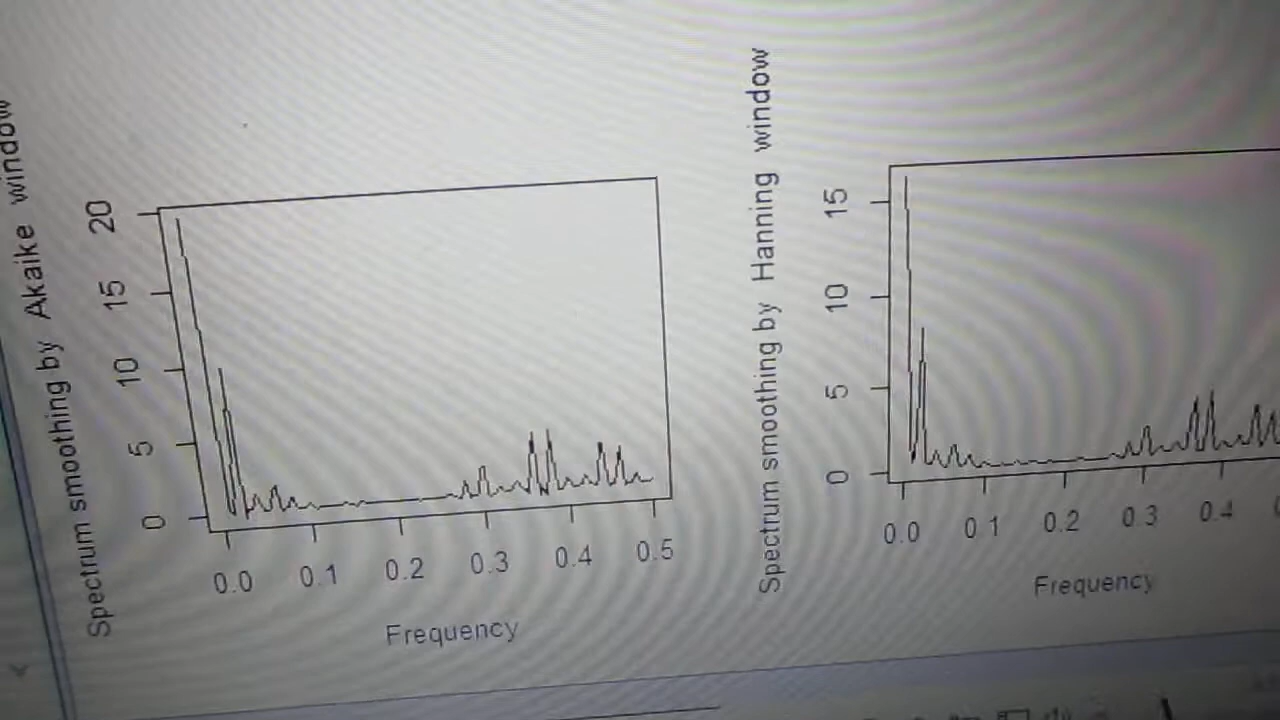 Spectrum smoothing by Akaike window
20
15
10
5
0
0.0 0.1 0.2 0.3 0.4 0.5
Frequency
Spectrum smoothing by Hanning window
15
10
5
0
0.0 0.1 0.2 0.3 0.4
Frequency